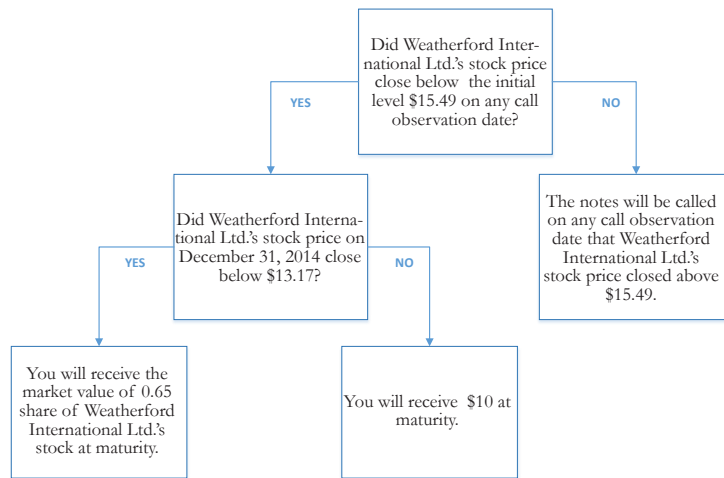 Did Weatherford Inter-
national Ltd.'s stock price
close below the initial
level $15.49 on any call
observation date?
YES
NO
Did Weatherford Interna-
tional Ltd.'s stock price on
December 31, 2014 close
below $13.17?
The notes will be called
on any call observation
date that Weatherford
International Ltd.'s
stock price closed above
$15.49.
YES
NO
You will receive the
market value of 0.65
share of Weatherford
International Ltd.'s
stock at maturity.
You will receive $10 at
maturity.